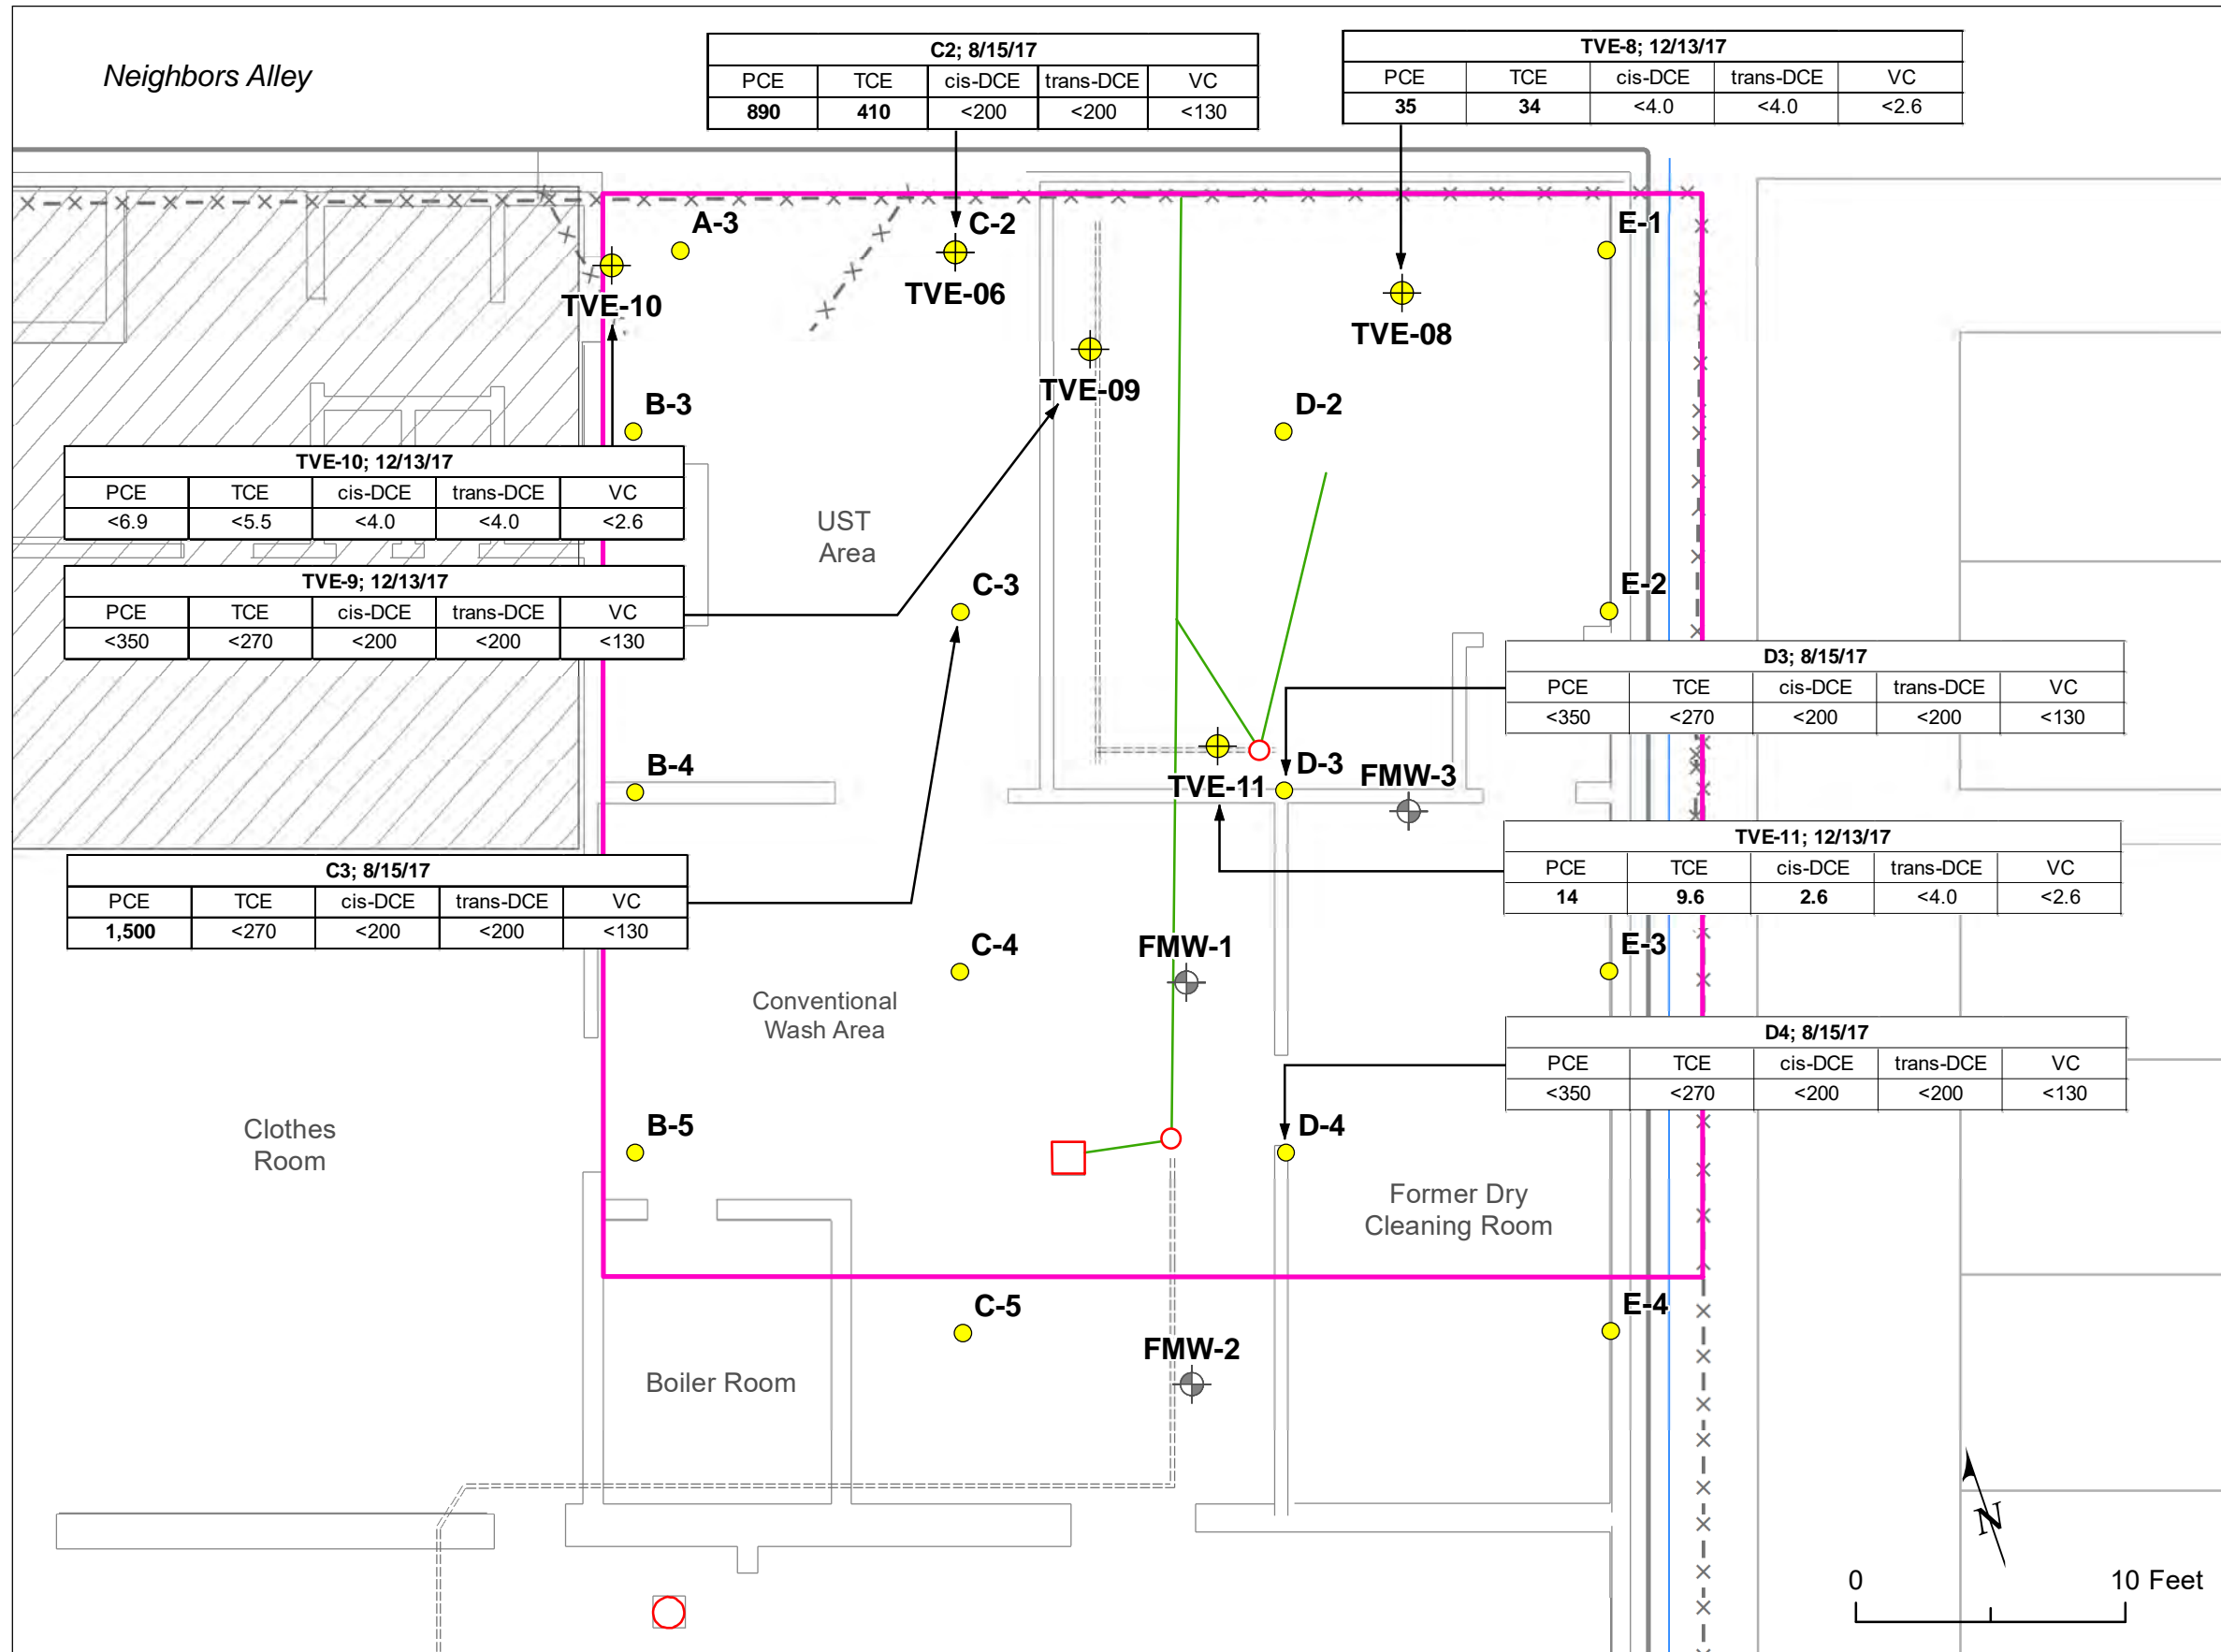 Neighbors Alley
C2; 8/15/17
PCE TCE cis-DCE trans-DCE VC
890 410 <200 <200 <130
TVE-8; 12/13/17
PCE TCE cis-DCE trans-DCE VC
35 34 <4.0 <4.0 <2.6
A-3
C-2
E-1
TVE-10
TVE-06
TVE-08
TVE-09
B-3
D-2
TVE-10; 12/13/17
PCE TCE cis-DCE trans-DCE VC
<6.9 <5.5 <4.0 <4.0 <2.6
UST
Area
TVE-9; 12/13/17
PCE TCE cis-DCE trans-DCE VC
<350 <270 <200 <200 <130
C-3
E-2
D3; 8/15/17
PCE TCE cis-DCE trans-DCE VC
<350 <270 <200 <200 <130
B-4
D-3
FMW-3
TVE-11
TVE-11; 12/13/17
PCE TCE cis-DCE trans-DCE VC
14 9.6 2.6 <4.0 <2.6
C3; 8/15/17
PCE TCE cis-DCE trans-DCE VC
1,500 <270 <200 <200 <130
C-4
FMW-1
E-3
Conventional
Wash Area
D4; 8/15/17
PCE TCE cis-DCE trans-DCE VC
<350 <270 <200 <200 <130
Clothes
Room
B-5
D-4
Former Dry
Cleaning Room
C-5
E-4
FMW-2
Boiler Room
N
0 10 Feet